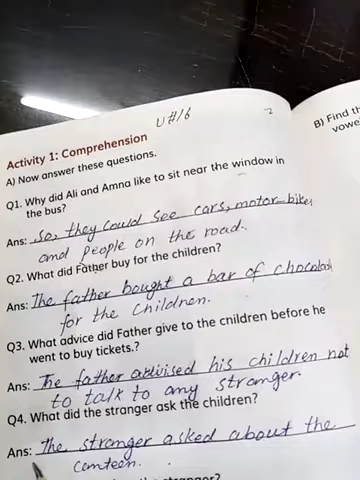 U#16
2
Activity 1: Comprehension
A) Now answer these questions.
Q1. Why did Ali and Amna like to sit near the window in
the bus?
Ans: So, they could see cars, motor-bikes
and people on the road.
Q2. What did Father buy for the children?
Ans: The father bought a bar of chocolate
for the children.
Q3. What advice did Father give to the children before he
went to buy tickets.?
Ans: The father advised his children not
to talk to any stranger.
Q4. What did the stranger ask the children?
Ans: The stranger asked about the
canteen.
B) Find th
vowe